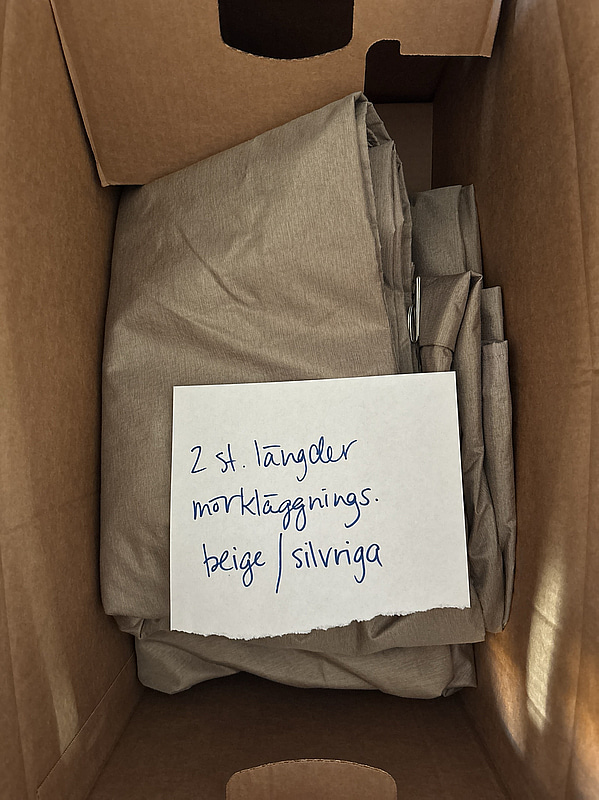 2 st. längder
mörkläggnings.
beige / silvriga